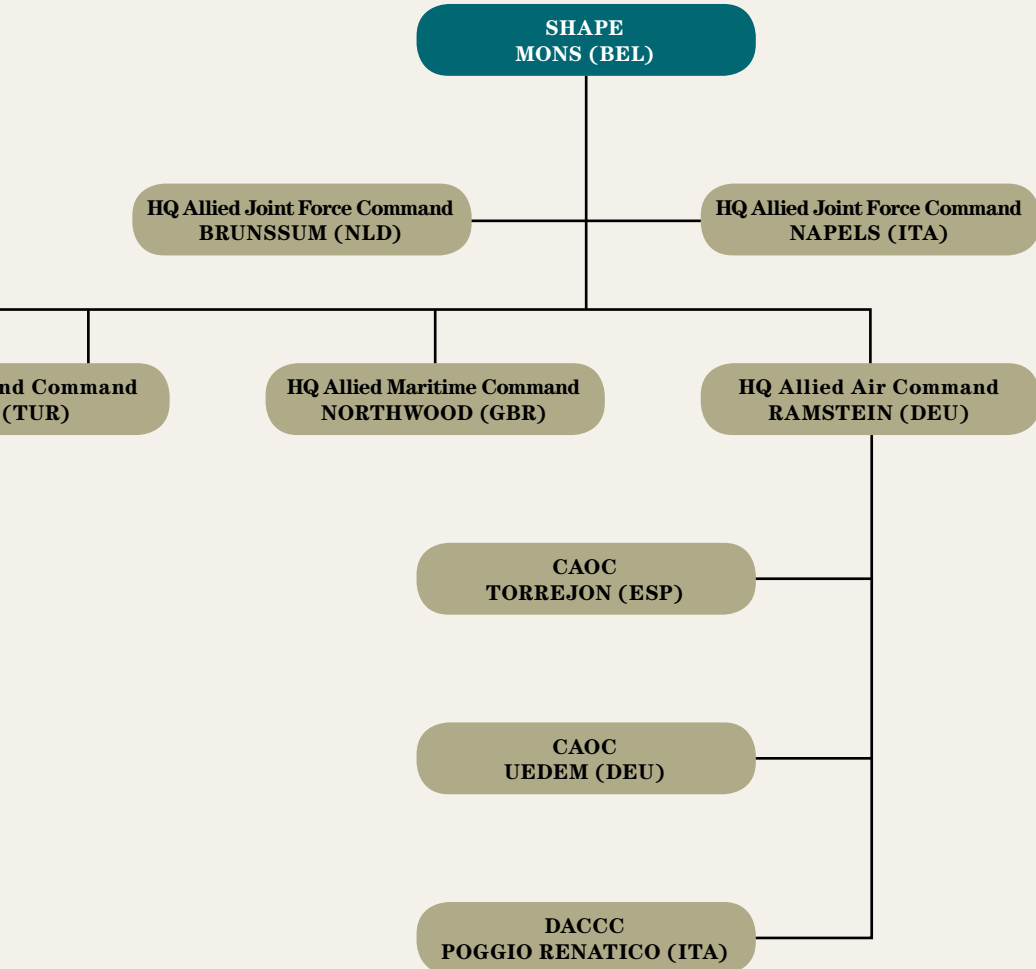 SHAPE
MONS (BEL)
HQ Allied Joint Force Command
BRUNSSUM (NLD)
HQ Allied Joint Force Command
NAPELS (ITA)
Command
(TUR)
HQ Allied Maritime Command
NORTHWOOD (GBR)
HQ Allied Air Command
RAMSTEIN (DEU)
CAOC
TORREJON (ESP)
CAOC
UEDEM (DEU)
DACCC
POGGIO RENATICO (ITA)